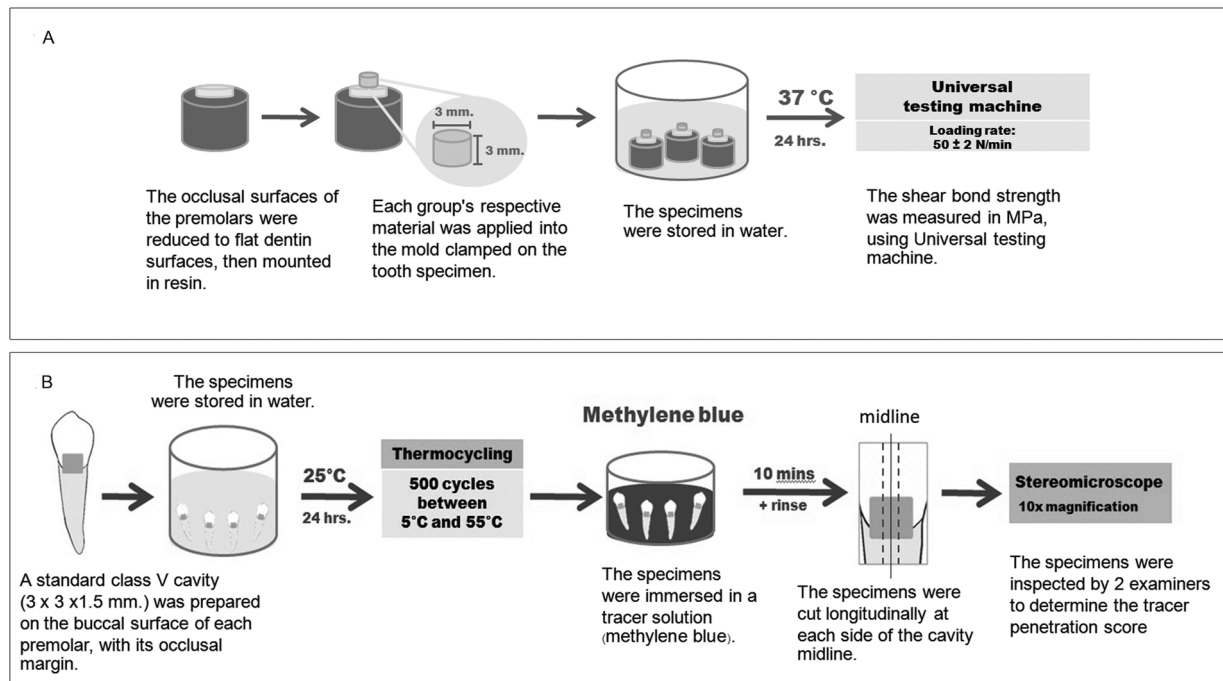 A
The occlusal surfaces of
the premolars were
reduced to flat dentin
surfaces, then mounted
in resin.
3 mm.
3 mm.
Each group's respective
material was applied into
the mold clamped on the
tooth specimen.
The specimens
were stored in water.
37 °C
24 hrs.
Universal
testing machine
Loading rate:
50 ± 2 N/min
The shear bond strength
was measured in MPa,
using Universal testing
machine.
B
A standard class V cavity
(3 x 3 x1.5 mm.) was prepared
on the buccal surface of each
premolar, with its occlusal
margin.
The specimens
were stored in water.
25°C
24 hrs.
Thermocycling
500 cycles
between
5°C and 55°C
Methylene blue
The specimens
were immersed in a
tracer solution
(methylene blue).
10 mins
+ rinse
midline
The specimens were
cut longitudinally at
each side of the cavity
midline.
Stereomicroscope
10x magnification
The specimens were
inspected by 2 examiners
to determine the tracer
penetration score